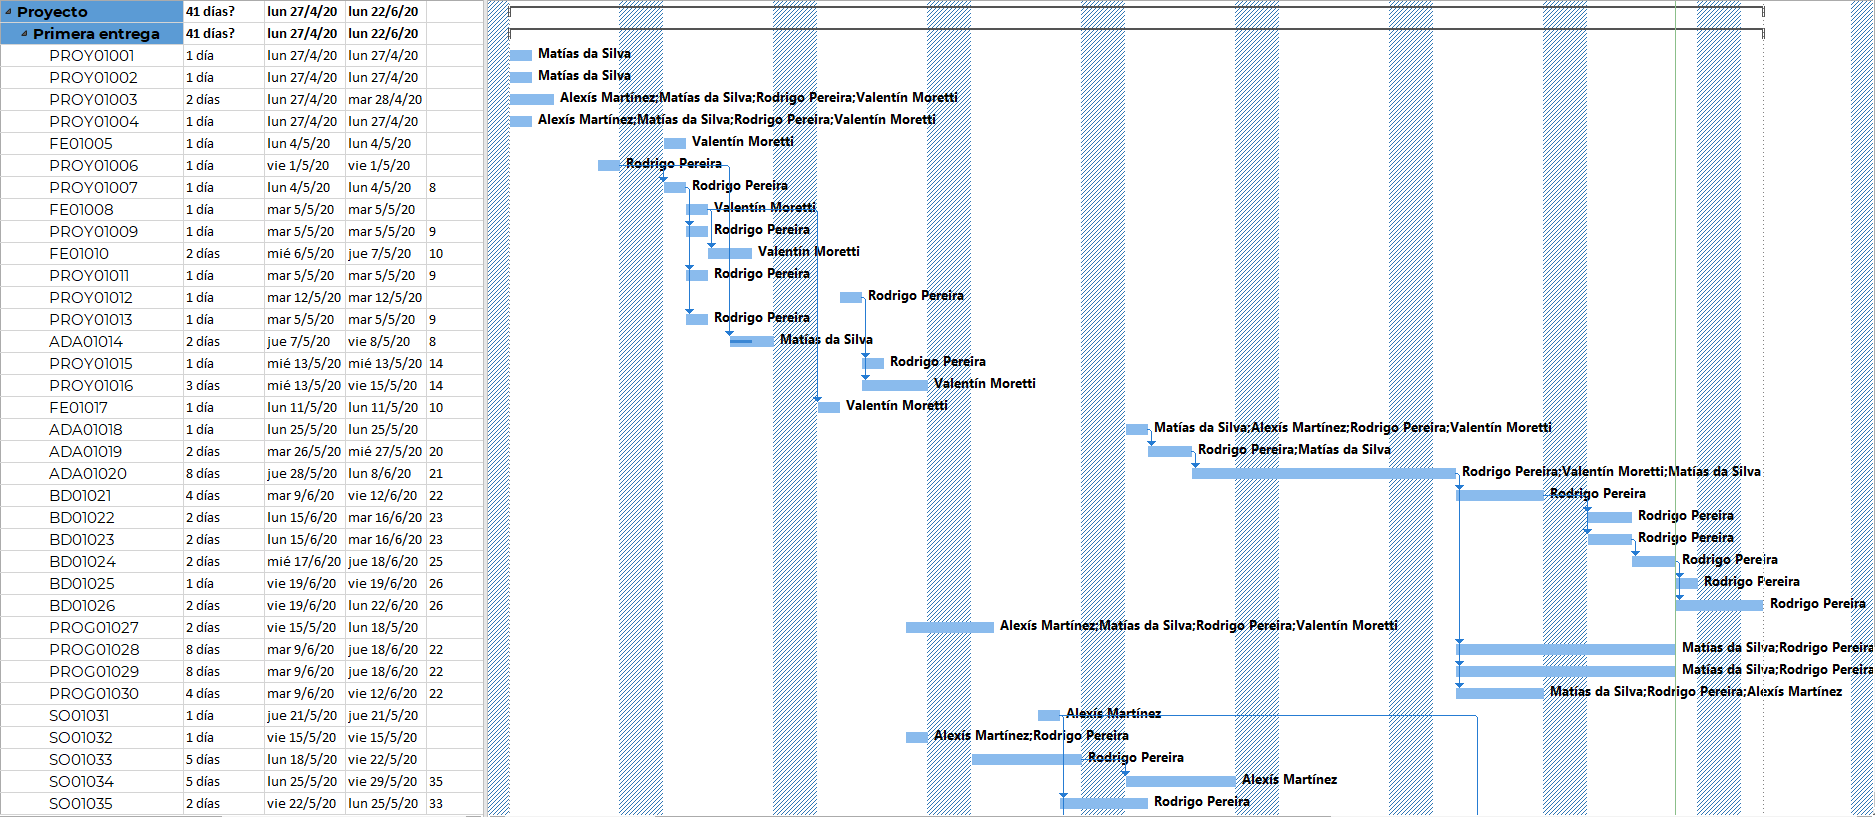 Proyecto 41 días? lun 27/4/20 lun 22/6/20
Primera entrega 41 días? lun 27/4/20 lun 22/6/20
PROY01001 1 día lun 27/4/20 lun 27/4/20 Matías da Silva
PROY01002 1 día lun 27/4/20 lun 27/4/20 Matías da Silva
PROY01003 2 días lun 27/4/20 mar 28/4/20 Alexís Martínez;Matías da Silva;Rodrigo Pereira;Valentín Moretti
PROY01004 1 día lun 27/4/20 lun 27/4/20 Alexís Martínez;Matías da Silva;Rodrigo Pereira;Valentín Moretti
FE01005 1 día lun 4/5/20 lun 4/5/20 Valentín Moretti
PROY01006 1 día vie 1/5/20 vie 1/5/20 Rodrigo Pereira
PROY01007 1 día lun 4/5/20 lun 4/5/20 8 Rodrigo Pereira
FE01008 1 día mar 5/5/20 mar 5/5/20 Valentín Moretti
PROY01009 1 día mar 5/5/20 mar 5/5/20 9 Rodrigo Pereira
FE01010 2 días mié 6/5/20 jue 7/5/20 10 Valentín Moretti
PROY01011 1 día mar 5/5/20 mar 5/5/20 9 Rodrigo Pereira
PROY01012 1 día mar 12/5/20 mar 12/5/20 Rodrigo Pereira
PROY01013 1 día mar 5/5/20 mar 5/5/20 9 Rodrigo Pereira
ADA01014 2 días jue 7/5/20 vie 8/5/20 8 Matías da Silva
PROY01015 1 día mié 13/5/20 mié 13/5/20 14 Rodrigo Pereira
PROY01016 3 días mié 13/5/20 vie 15/5/20 14 Valentín Moretti
FE01017 1 día lun 11/5/20 lun 11/5/20 10 Valentín Moretti
ADA01018 1 día lun 25/5/20 lun 25/5/20 Matías da Silva;Alexís Martínez;Rodrigo Pereira;Valentín Moretti
ADA01019 2 días mar 26/5/20 mié 27/5/20 20 Rodrigo Pereira;Matías da Silva
ADA01020 8 días jue 28/5/20 lun 8/6/20 21 Rodrigo Pereira;Valentín Moretti;Matías da Silva
BD01021 4 días mar 9/6/20 vie 12/6/20 22 Rodrigo Pereira
BD01022 2 días lun 15/6/20 mar 16/6/20 23 Rodrigo Pereira
BD01023 2 días lun 15/6/20 mar 16/6/20 23 Rodrigo Pereira
BD01024 2 días mié 17/6/20 jue 18/6/20 25 Rodrigo Pereira
BD01025 1 día vie 19/6/20 vie 19/6/20 26 Rodrigo Pereira
BD01026 2 días vie 19/6/20 lun 22/6/20 26 Rodrigo Pereira
PROG01027 2 días vie 15/5/20 lun 18/5/20 Alexís Martínez;Matías da Silva;Rodrigo Pereira;Valentín Moretti
PROG01028 8 días mar 9/6/20 jue 18/6/20 22 Matías da Silva;Rodrigo Pereira
PROG01029 8 días mar 9/6/20 jue 18/6/20 22 Matías da Silva;Rodrigo Pereira
PROG01030 4 días mar 9/6/20 vie 12/6/20 22 Matías da Silva;Rodrigo Pereira;Alexís Martínez
SO01031 1 día jue 21/5/20 jue 21/5/20 Alexís Martínez
SO01032 1 día vie 15/5/20 vie 15/5/20 Alexís Martínez;Rodrigo Pereira
SO01033 5 días lun 18/5/20 vie 22/5/20 Rodrigo Pereira
SO01034 5 días lun 25/5/20 vie 29/5/20 35 Alexís Martínez
SO01035 2 días vie 22/5/20 lun 25/5/20 33 Rodrigo Pereira